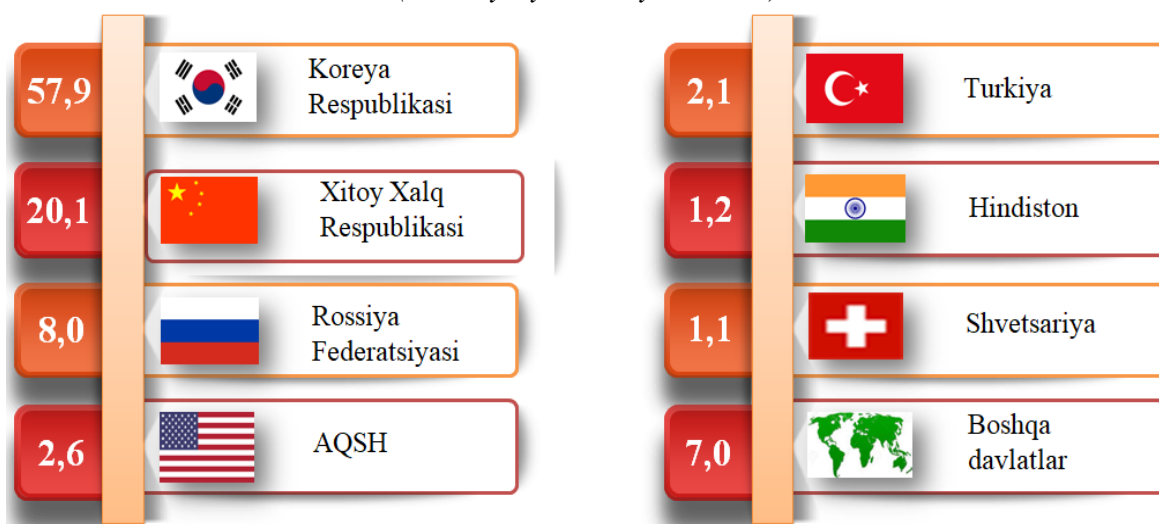 57,9
Koreya
Respublikasi
20,1
Xitoy Xalq
Respublikasi
8,0
Rossiya
Federatsiyasi
2,6
AQSH
2,1
Turkiya
1,2
Hindiston
1,1
Shvetsariya
7,0
Boshqa
davlatlar